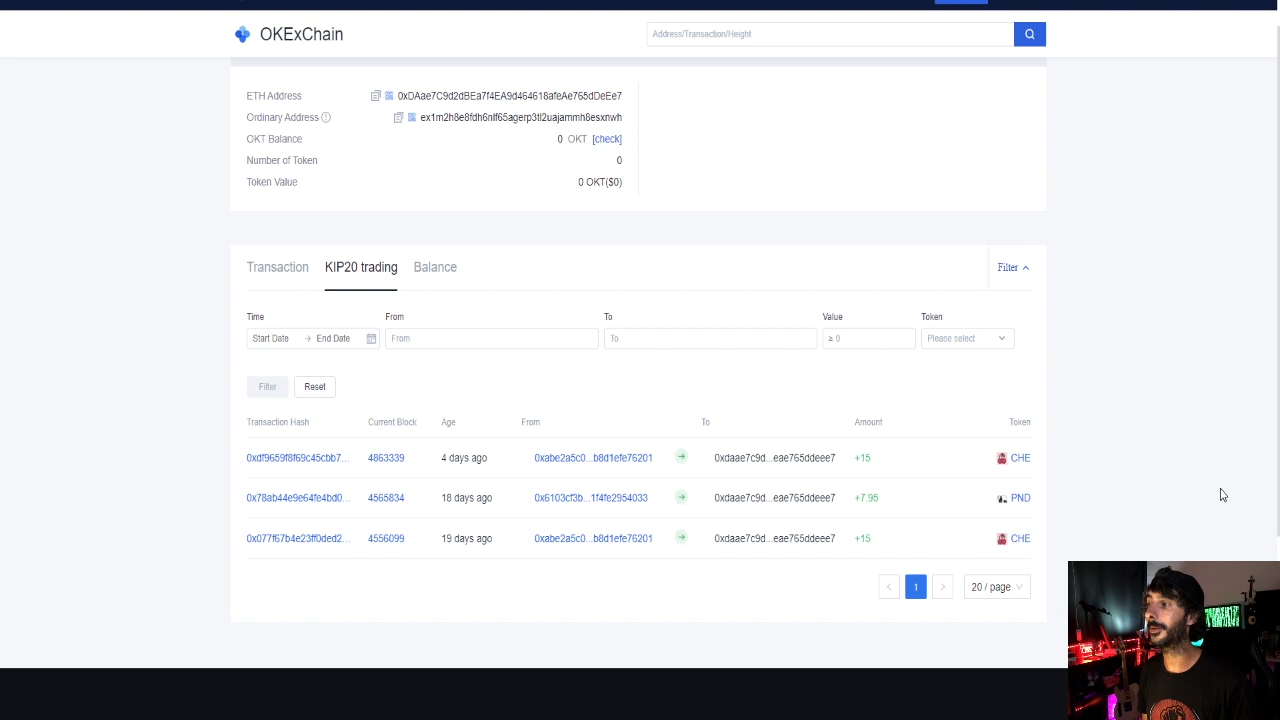 OKExChain
Address/Transaction/Height
ETH Address 0xDAae7C9d2dBEa7f4EA9d464618afeAe765dDeEe7
Ordinary Address ex1m2h8e8fdh6nlf65agerp3tl2uajammh8esxnwh
OKT Balance 0 OKT [check]
Number of Token 0
Token Value 0 OKT($0)
Transaction KIP20 trading Balance Filter
Time From To Value Token
Start Date → End Date From To ≥ 0 Please select
Filter Reset
Transaction Hash Current Block Age From To Amount Token
0xdf9659f8f69c45cbb7... 4863339 4 days ago 0xabe2a5c0...b8d1efe76201 0xdaae7c9d...eae765ddeee7 +15 CHE
0x78ab44e9e64fe4bd0... 4565834 18 days ago 0x6103cf3b...1f4fe2954033 0xdaae7c9d...eae765ddeee7 +7.95 PND
0x077f67b4e23ff0ded2... 4556099 19 days ago 0xabe2a5c0...b8d1efe76201 0xdaae7c9d...eae765ddeee7 +15 CHE
< 1 > 20 / page